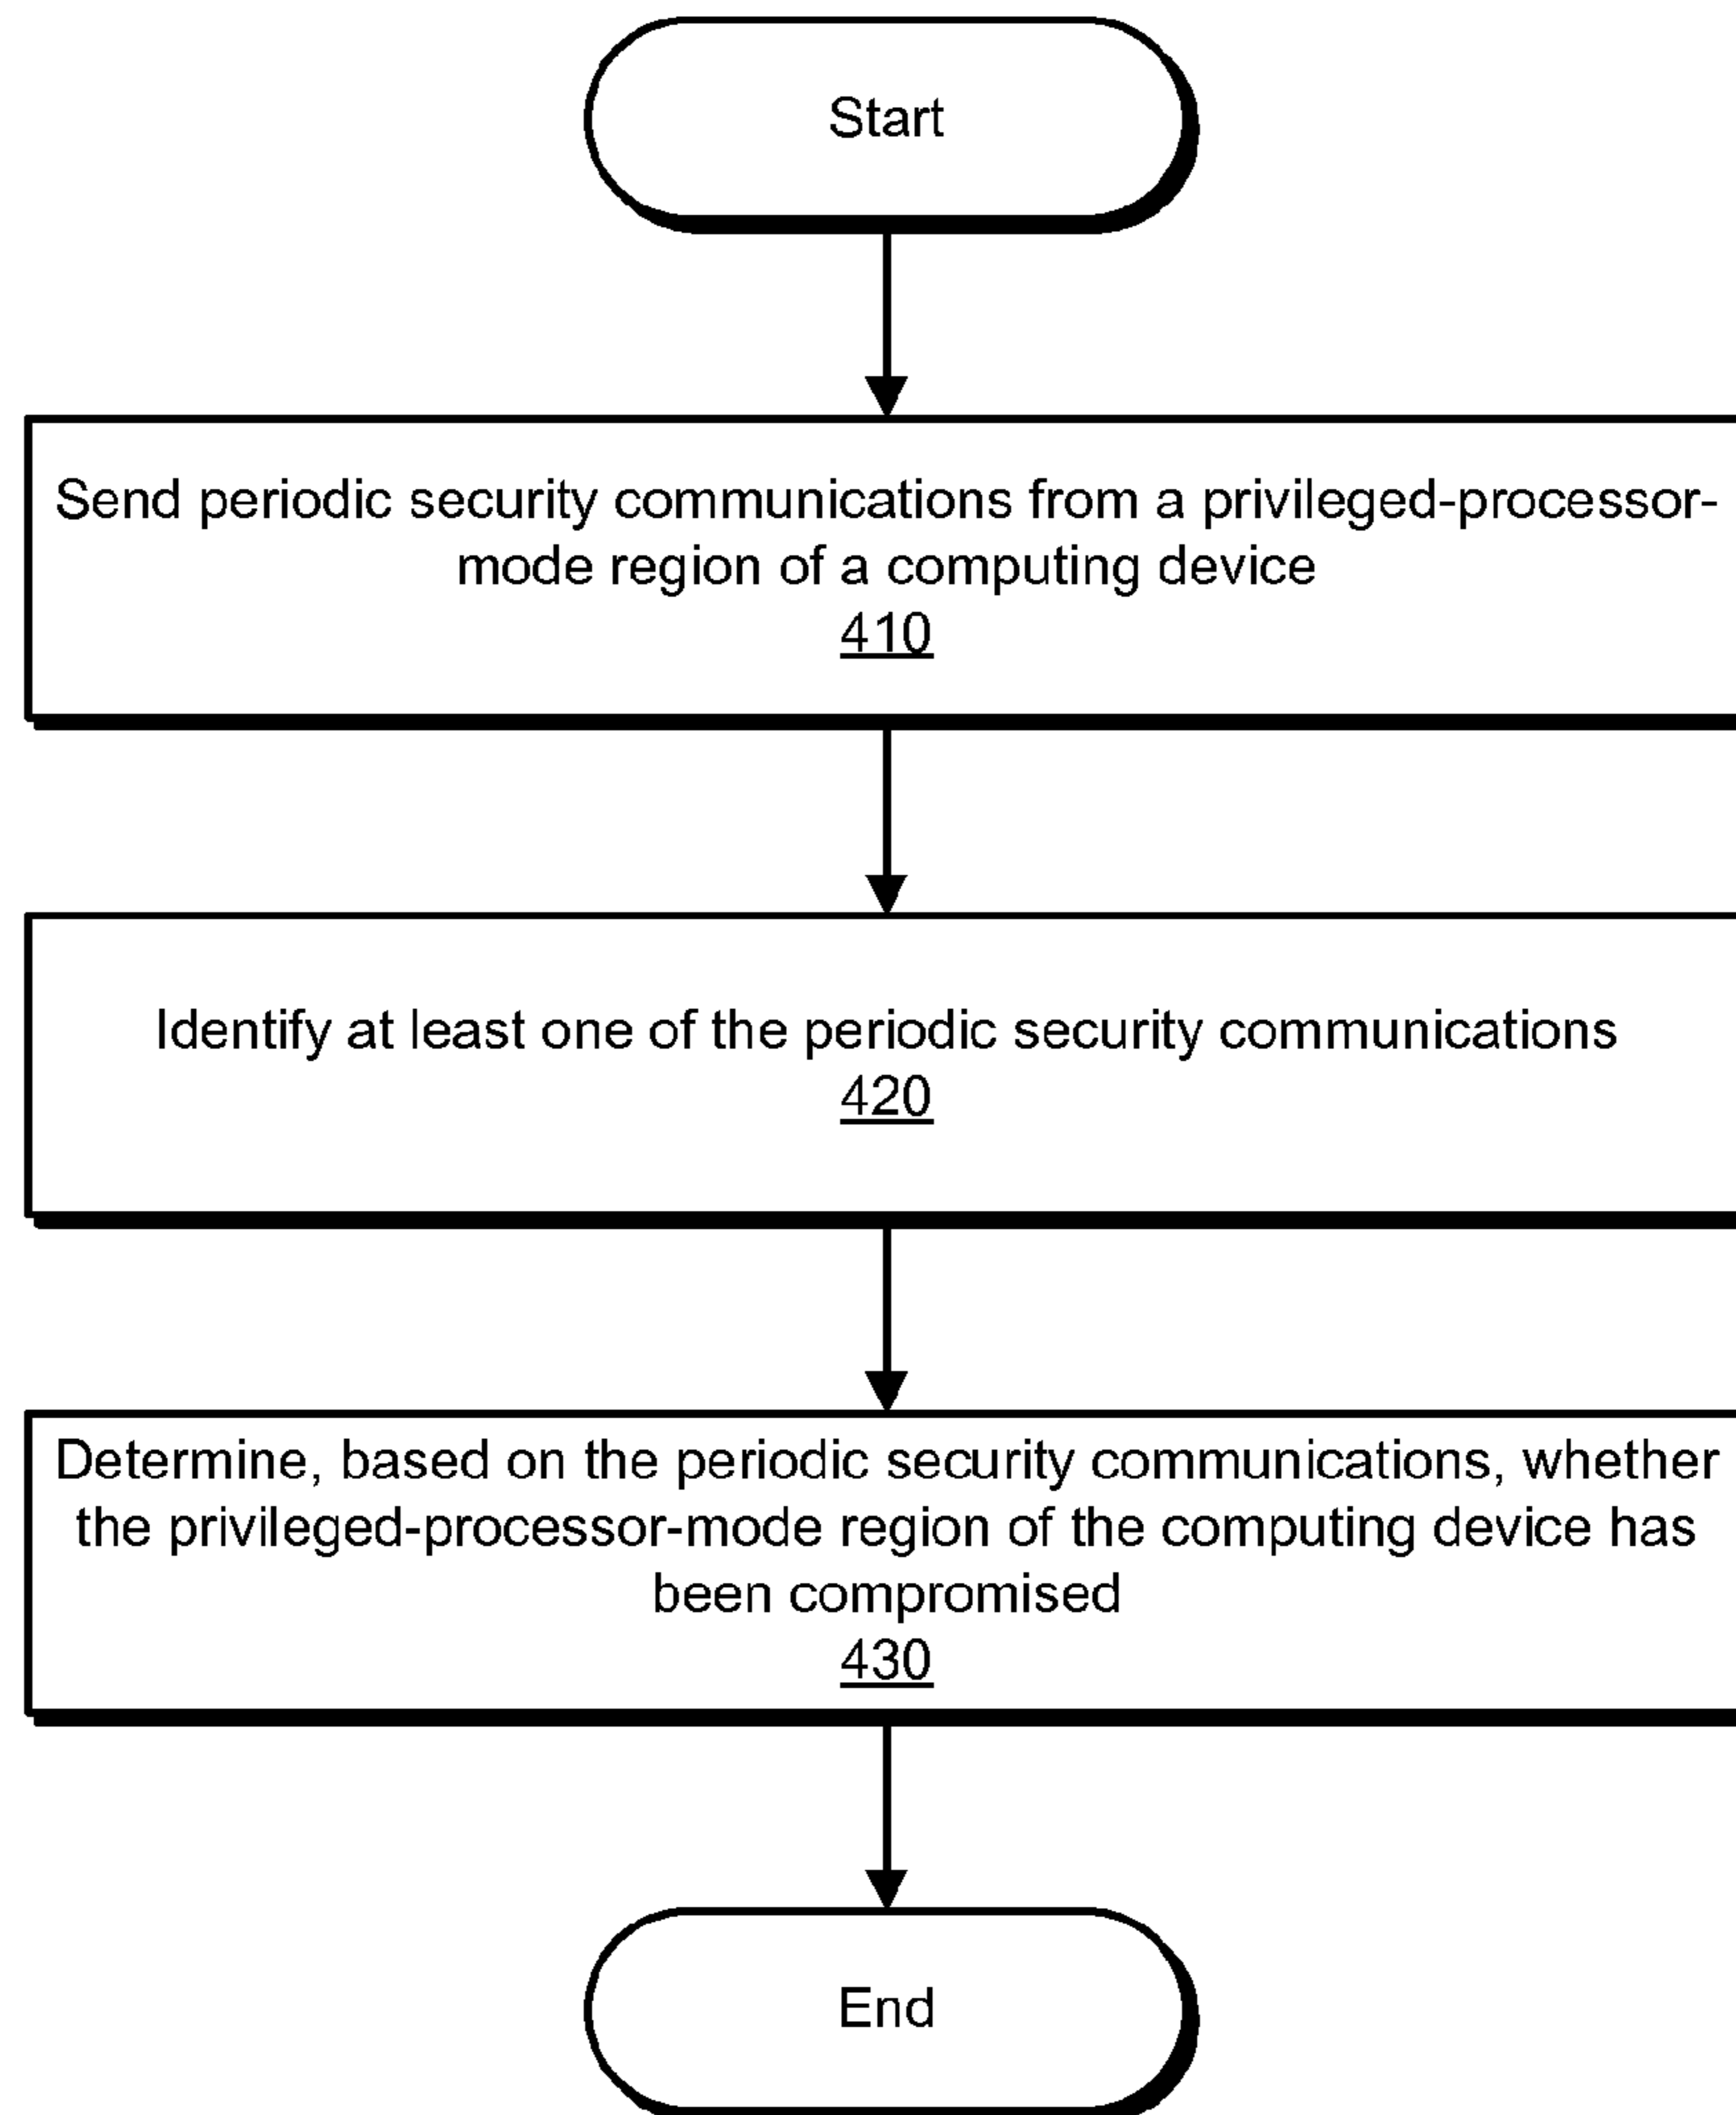 Start
Send periodic security communications from a privileged-processor-
mode region of a computing device
410
Identify at least one of the periodic security communications
420
Determine, based on the periodic security communications, whether
the privileged-processor-mode region of the computing device has
been compromised
430
End